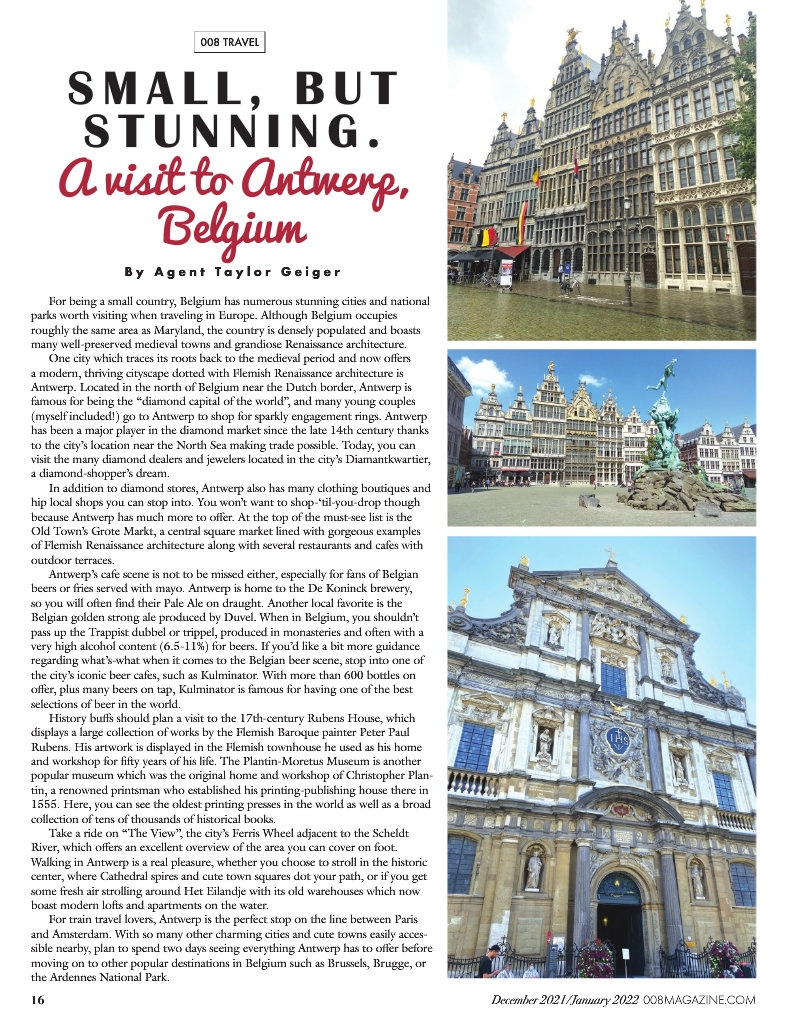 008 TRAVEL
SMALL, BUT
STUNNING.
A visit to Antwerp,
Belgium
By Agent Taylor Geiger
For being a small country, Belgium has numerous stunning cities and national
parks worth visiting when traveling in Europe. Although Belgium occupies
roughly the same area as Maryland, the country is densely populated and boasts
many well-preserved medieval towns and grandiose Renaissance architecture.
One city which traces its roots back to the medieval period and now offers
a modern, thriving cityscape dotted with Flemish Renaissance architecture is
Antwerp. Located in the north of Belgium near the Dutch border, Antwerp is
famous for being the “diamond capital of the world”, and many young couples
(myself included!) go to Antwerp to shop for sparkly engagement rings. Antwerp
has been a major player in the diamond market since the late 14th century thanks
to the city’s location near the North Sea making trade possible. Today, you can
visit the many diamond dealers and jewelers located in the city’s Diamantkwartier,
a diamond-shopper’s dream.
In addition to diamond stores, Antwerp also has many clothing boutiques and
hip local shops you can stop into. You won’t want to shop-‘til-you-drop though
because Antwerp has much more to offer. At the top of the must-see list is the
Old Town’s Grote Markt, a central square market lined with gorgeous examples
of Flemish Renaissance architecture along with several restaurants and cafes with
outdoor terraces.
Antwerp’s cafe scene is not to be missed either, especially for fans of Belgian
beers or fries served with mayo. Antwerp is home to the De Koninck brewery,
so you will often find their Pale Ale on draught. Another local favorite is the
Belgian golden strong ale produced by Duvel. When in Belgium, you shouldn’t
pass up the Trappist dubbel or trippel, produced in monasteries and often with a
very high alcohol content (6.5-11%) for beers. If you’d like a bit more guidance
regarding what’s-what when it comes to the Belgian beer scene, stop into one of
the city’s iconic beer cafes, such as Kulminator. With more than 600 bottles on
offer, plus many beers on tap, Kulminator is famous for having one of the best
selections of beer in the world.
History buffs should plan a visit to the 17th-century Rubens House, which
displays a large collection of works by the Flemish Baroque painter Peter Paul
Rubens. His artwork is displayed in the Flemish townhouse he used as his home
and workshop for fifty years of his life. The Plantin-Moretus Museum is another
popular museum which was the original home and workshop of Christopher Plan-
tin, a renowned printsman who established his printing-publishing house there in
1555. Here, you can see the oldest printing presses in the world as well as a broad
collection of tens of thousands of historical books.
Take a ride on “The View”, the city’s Ferris Wheel adjacent to the Scheldt
River, which offers an excellent overview of the area you can cover on foot.
Walking in Antwerp is a real pleasure, whether you choose to stroll in the historic
center, where Cathedral spires and cute town squares dot your path, or if you get
some fresh air strolling around Het Eilandje with its old warehouses which now
boast modern lofts and apartments on the water.
For train travel lovers, Antwerp is the perfect stop on the line between Paris
and Amsterdam. With so many other charming cities and cute towns easily acces-
sible nearby, plan to spend two days seeing everything Antwerp has to offer before
moving on to other popular destinations in Belgium such as Brussels, Brugge, or
the Ardennes National Park.
IHS
16
December 2021/January 2022 008MAGAZINE.COM